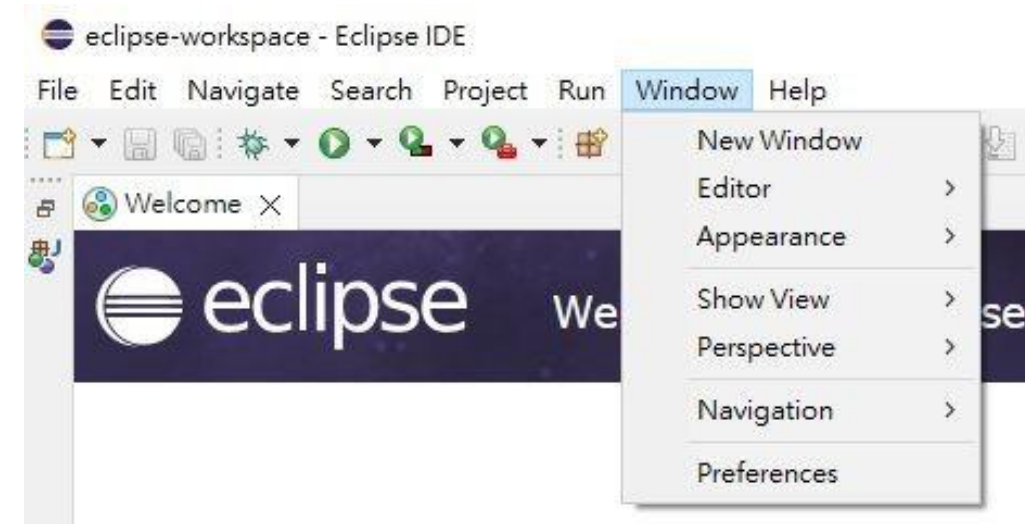 eclipse-workspace - Eclipse IDE
File Edit Navigate Search Project Run Window Help
New Window
Welcome
Editor
Appearance
eclipse We se
Show View
Perspective
Navigation
Preferences